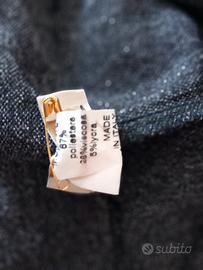 67%
poliestere
28%viscosa
5%lycra
MADE
IN ITALY
subito